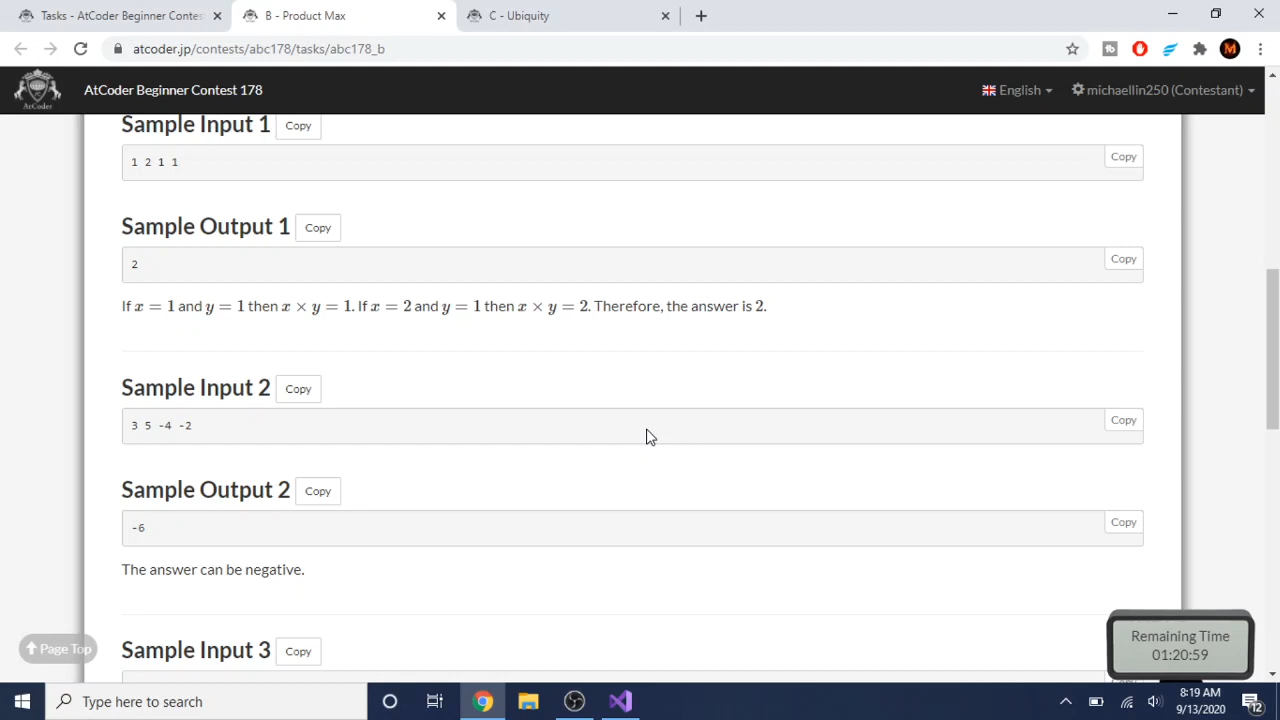 Tasks - AtCoder Beginner Contes
B - Product Max
C - Ubiquity
atcoder.jp/contests/abc178/tasks/abc178_b
AtCoder Beginner Contest 178
English
michaellin250 (Contestant)
Sample Input 1 Copy
Copy
1 2 1 1
Sample Output 1 Copy
Copy
2
If x = 1 and y = 1 then x × y = 1. If x = 2 and y = 1 then x × y = 2. Therefore, the answer is 2.
Sample Input 2 Copy
Copy
3 5 -4 -2
Sample Output 2 Copy
Copy
-6
The answer can be negative.
Sample Input 3 Copy
Page Top
Remaining Time
01:20:59
Type here to search
8:19 AM
9/13/2020
12